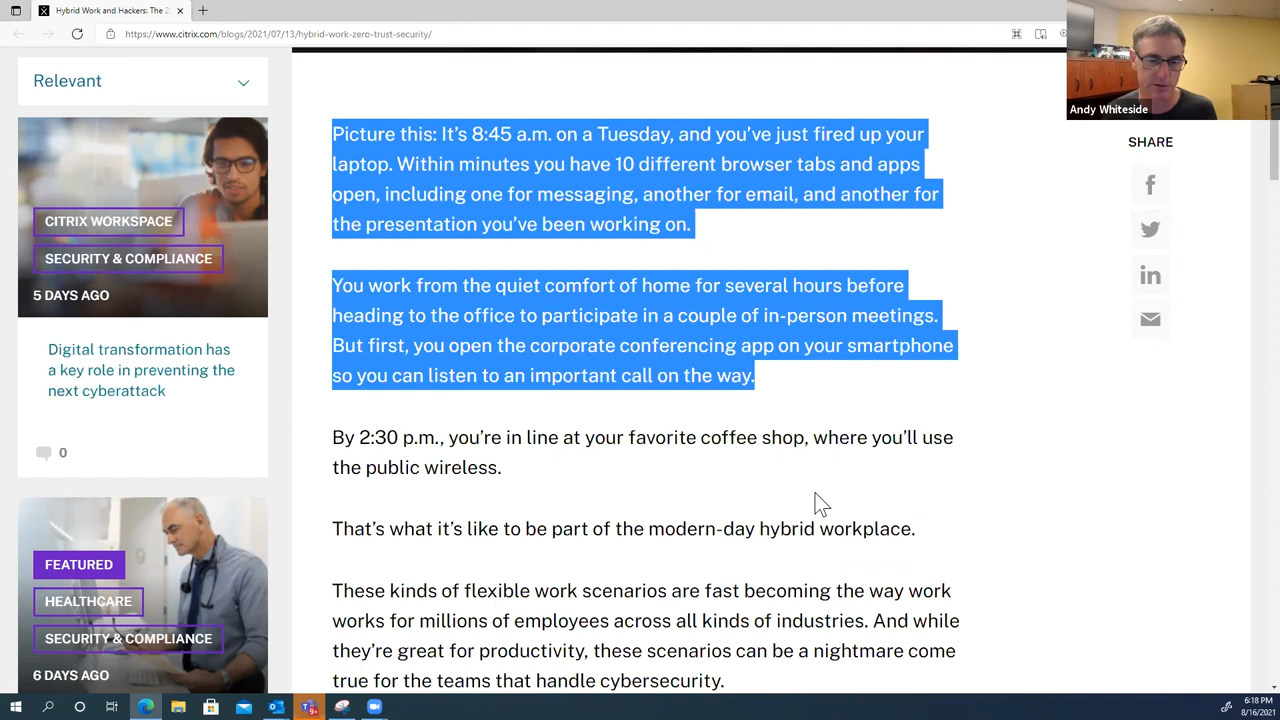 Hybrid Work and Hackers: The 2
https://www.citrix.com/blogs/2021/07/13/hybrid-work-zero-trust-security/
Andy Whiteside
Relevant
CITRIX WORKSPACE
SECURITY & COMPLIANCE
5 DAYS AGO
Digital transformation has
a key role in preventing the
next cyberattack
0
FEATURED
HEALTHCARE
SECURITY & COMPLIANCE
6 DAYS AGO
Picture this: It's 8:45 a.m. on a Tuesday, and you've just fired up your
laptop. Within minutes you have 10 different browser tabs and apps
open, including one for messaging, another for email, and another for
the presentation you've been working on.
You work from the quiet comfort of home for several hours before
heading to the office to participate in a couple of in-person meetings.
But first, you open the corporate conferencing app on your smartphone
so you can listen to an important call on the way.
By 2:30 p.m., you're in line at your favorite coffee shop, where you'll use
the public wireless.
That's what it's like to be part of the modern-day hybrid workplace.
These kinds of flexible work scenarios are fast becoming the way work
works for millions of employees across all kinds of industries. And while
they're great for productivity, these scenarios can be a nightmare come
true for the teams that handle cybersecurity.
SHARE
6:18 PM
8/16/2021